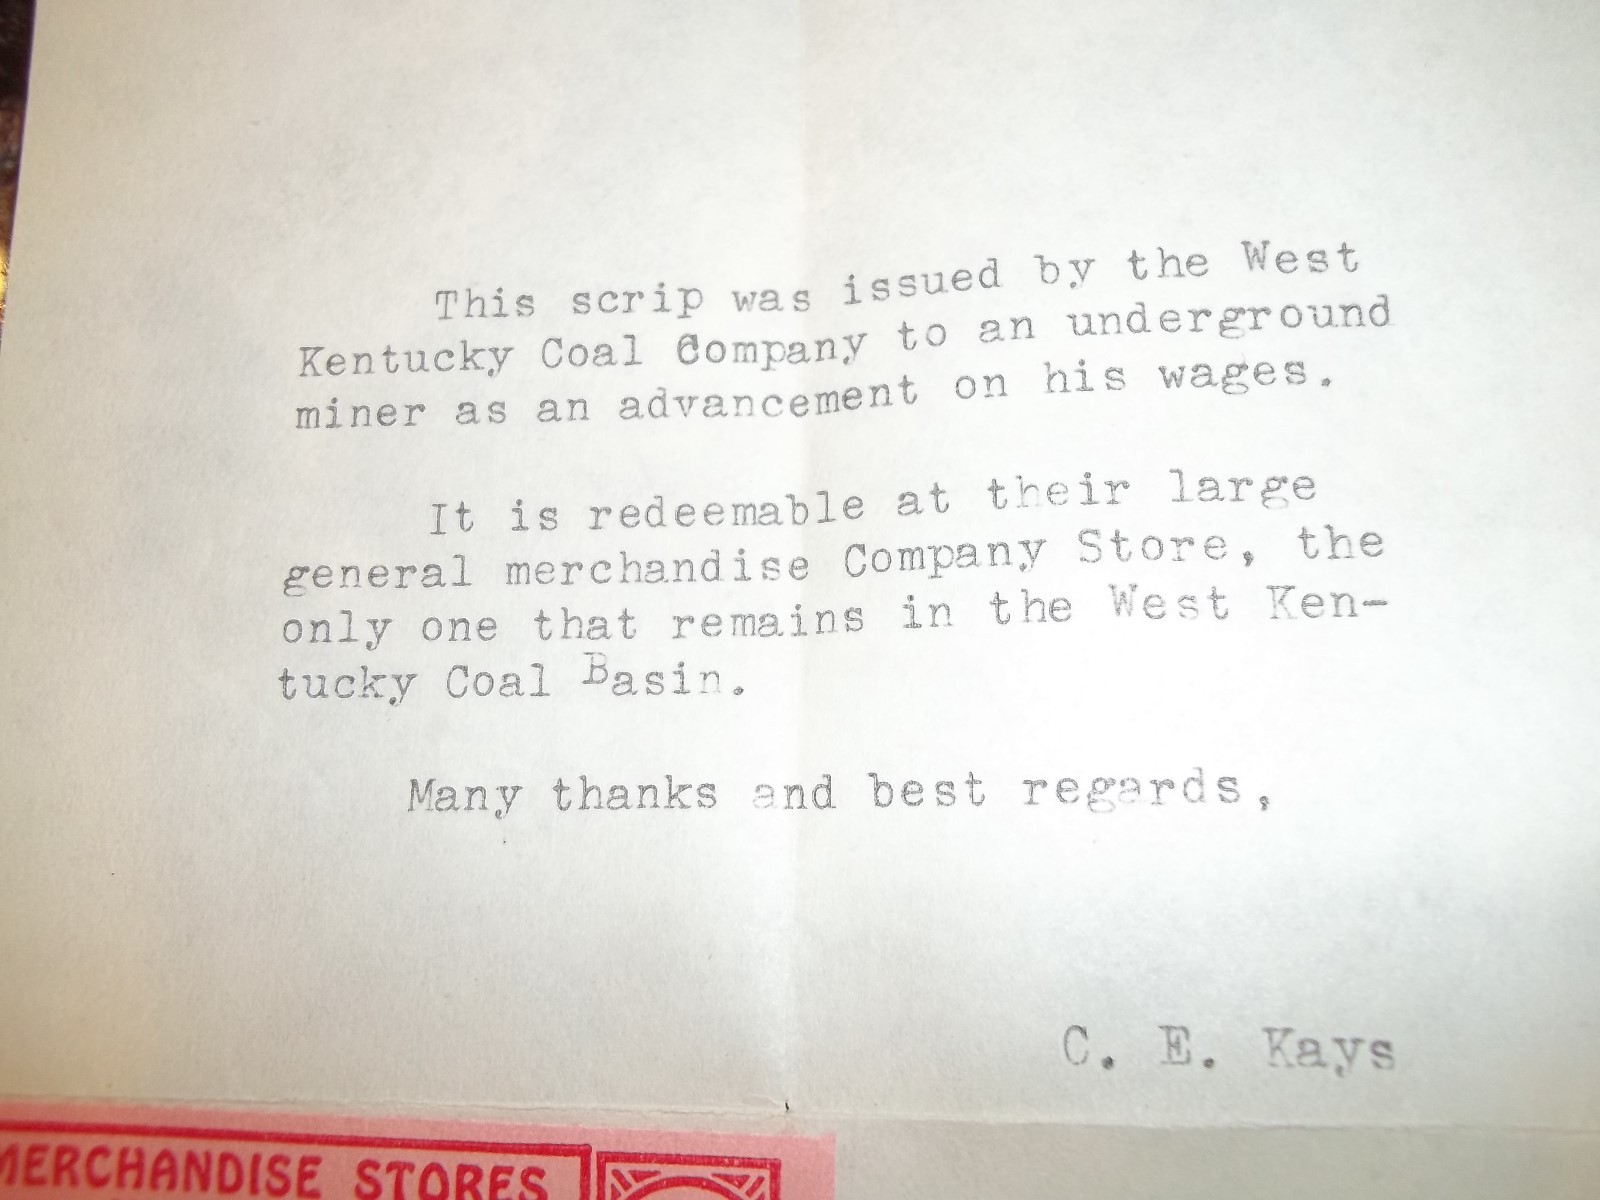 This scrip was issued by the West
Kentucky Coal Company to an underground
miner as an advancement on his wages.
It is redeemable at their large
general merchandise Company Store, the
only one that remains in the West Ken-
tucky Coal Basin.
Many thanks and best regards,
C. E. Kays
MERCHANDISE STORES